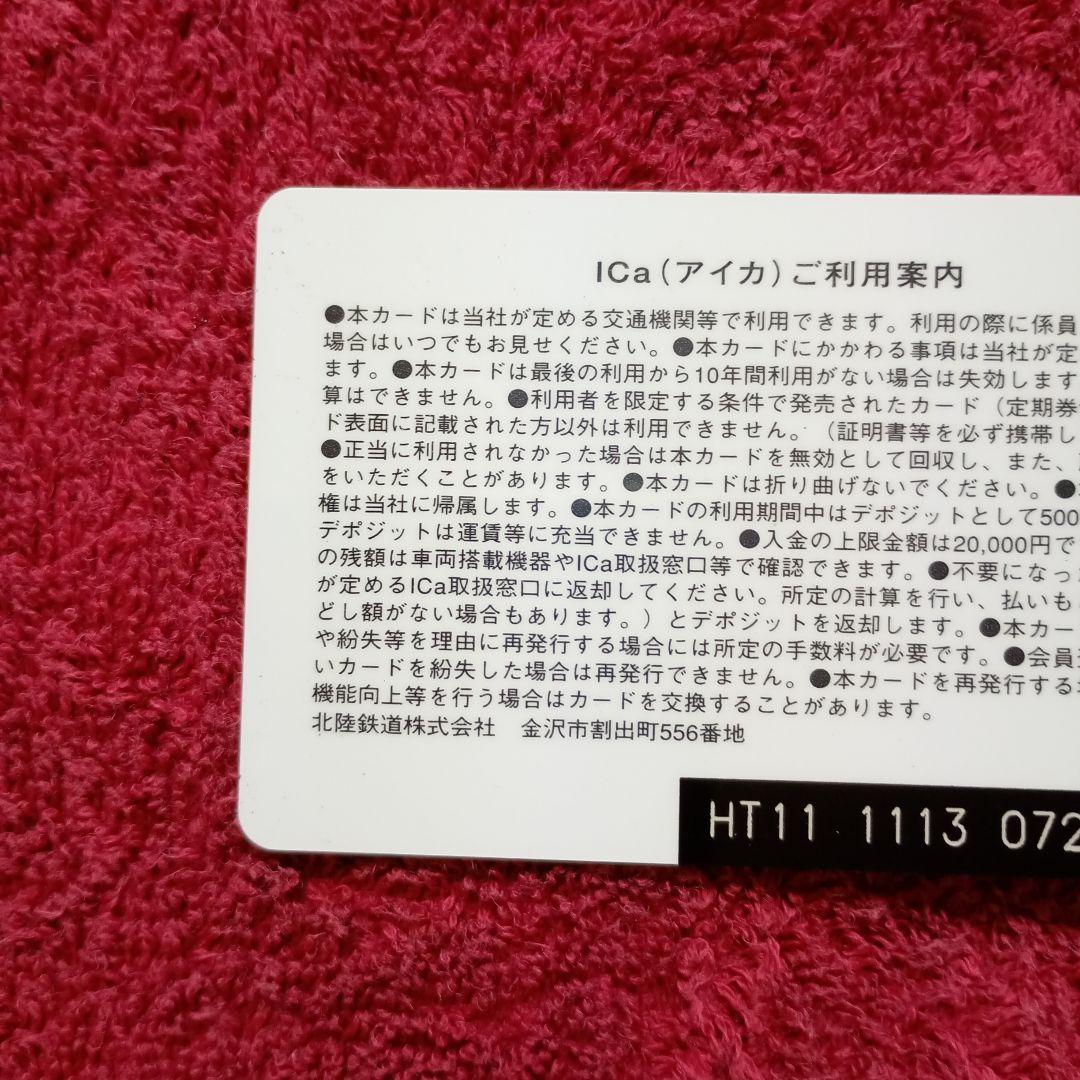 ICa（アイカ）ご利用案内
●本カードは当社が定める交通機関等で利用できます。利用の際に係員
場合はいつでもお見せください。●本カードにかかわる事項は当社が定
ます。●本カードは最後の利用から10年間利用がない場合は失効します
算はできません。●利用者を限定する条件で発売されたカード（定期券
ド表面に記載された方以外は利用できません。（証明書等を必ず携帯し
●正当に利用されなかった場合は本カードを無効として回収し、また、
をいただくことがあります。●本カードは折り曲げないでください。●
権は当社に帰属します。●本カードの利用期間中はデポジットとして500
デポジットは運賃等に充当できません。●入金の上限金額は20,000円で
の残額は車両搭載機器やICa取扱窓口等で確認できます。●不要になっ
が定めるICa取扱窓口に返却してください。所定の計算を行い、払いも
どし額がない場合もあります。）とデポジットを返却します。●本カー
や紛失等を理由に再発行する場合には所定の手数料が必要です。●会員
いカードを紛失した場合は再発行できません。●本カードを再発行する
機能向上等を行う場合はカードを交換することがあります。
北陸鉄道株式会社　金沢市割出町556番地
HT11 1113 072